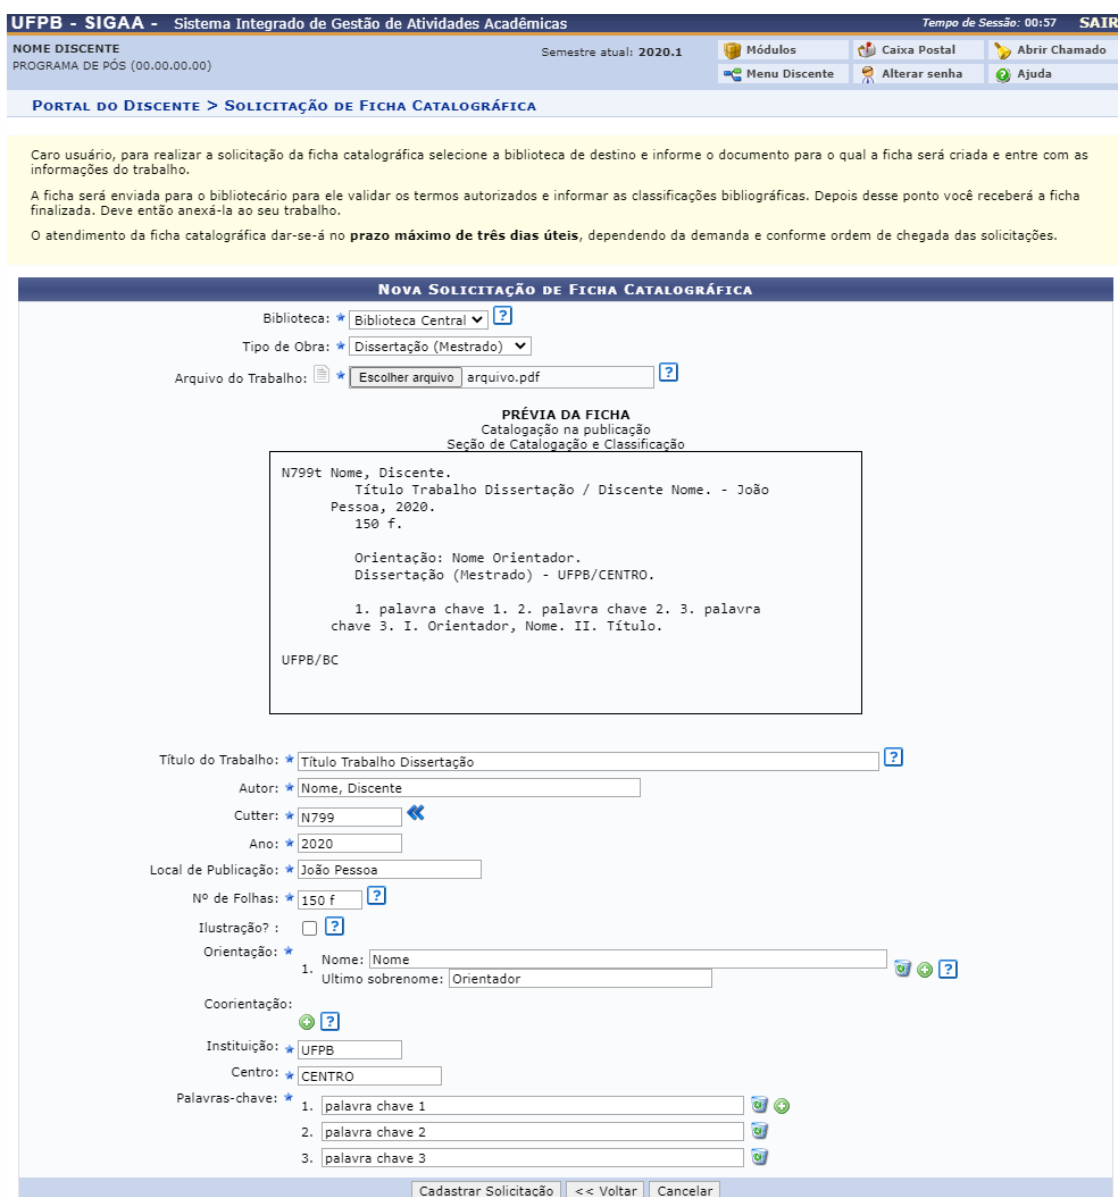 UFPB - SIGAA - Sistema Integrado de Gestão de Atividades Acadêmicas Tempo de Sessão: 00:57 SAIR
NOME DISCENTE Semestre atual: 2020.1 Módulos Caixa Postal Abrir Chamado
PROGRAMA DE PÓS (00.00.00.00) Menu Discente Alterar senha Ajuda
PORTAL DO DISCENTE > SOLICITAÇÃO DE FICHA CATALOGRÁFICA
Caro usuário, para realizar a solicitação da ficha catalográfica selecione a biblioteca de destino e informe o documento para o qual a ficha será criada e entre com as
informações do trabalho.
A ficha será enviada para o bibliotecário para ele validar os termos autorizados e informar as classificações bibliográficas. Depois desse ponto você receberá a ficha
finalizada. Deve então anexá-la ao seu trabalho.
O atendimento da ficha catalográfica dar-se-á no prazo máximo de três dias úteis, dependendo da demanda e conforme ordem de chegada das solicitações.
NOVA SOLICITAÇÃO DE FICHA CATALOGRÁFICA
Biblioteca: Biblioteca Central ?
Tipo de Obra: Dissertação (Mestrado)
Arquivo do Trabalho: Escolher arquivo arquivo.pdf ?
PRÉVIA DA FICHA
Catalogação na publicação
Seção de Catalogação e Classificação
N799t Nome, Discente.
Título Trabalho Dissertação / Discente Nome. - João
Pessoa, 2020.
150 f.
Orientação: Nome Orientador.
Dissertação (Mestrado) - UFPB/CENTRO.
1. palavra chave 1. 2. palavra chave 2. 3. palavra
chave 3. I. Orientador, Nome. II. Título.
UFPB/BC
Título do Trabalho: Título Trabalho Dissertação ?
Autor: Nome, Discente
Cutter: N799
Ano: 2020
Local de Publicação: João Pessoa
Nº de Folhas: 150 f ?
Ilustração? : ?
Orientação:
1. Nome: Nome
Ultimo sobrenome: Orientador ?
Coorientação:
?
Instituição: UFPB
Centro: CENTRO
Palavras-chave: 1. palavra chave 1
2. palavra chave 2
3. palavra chave 3
Cadastrar Solicitação << Voltar Cancelar